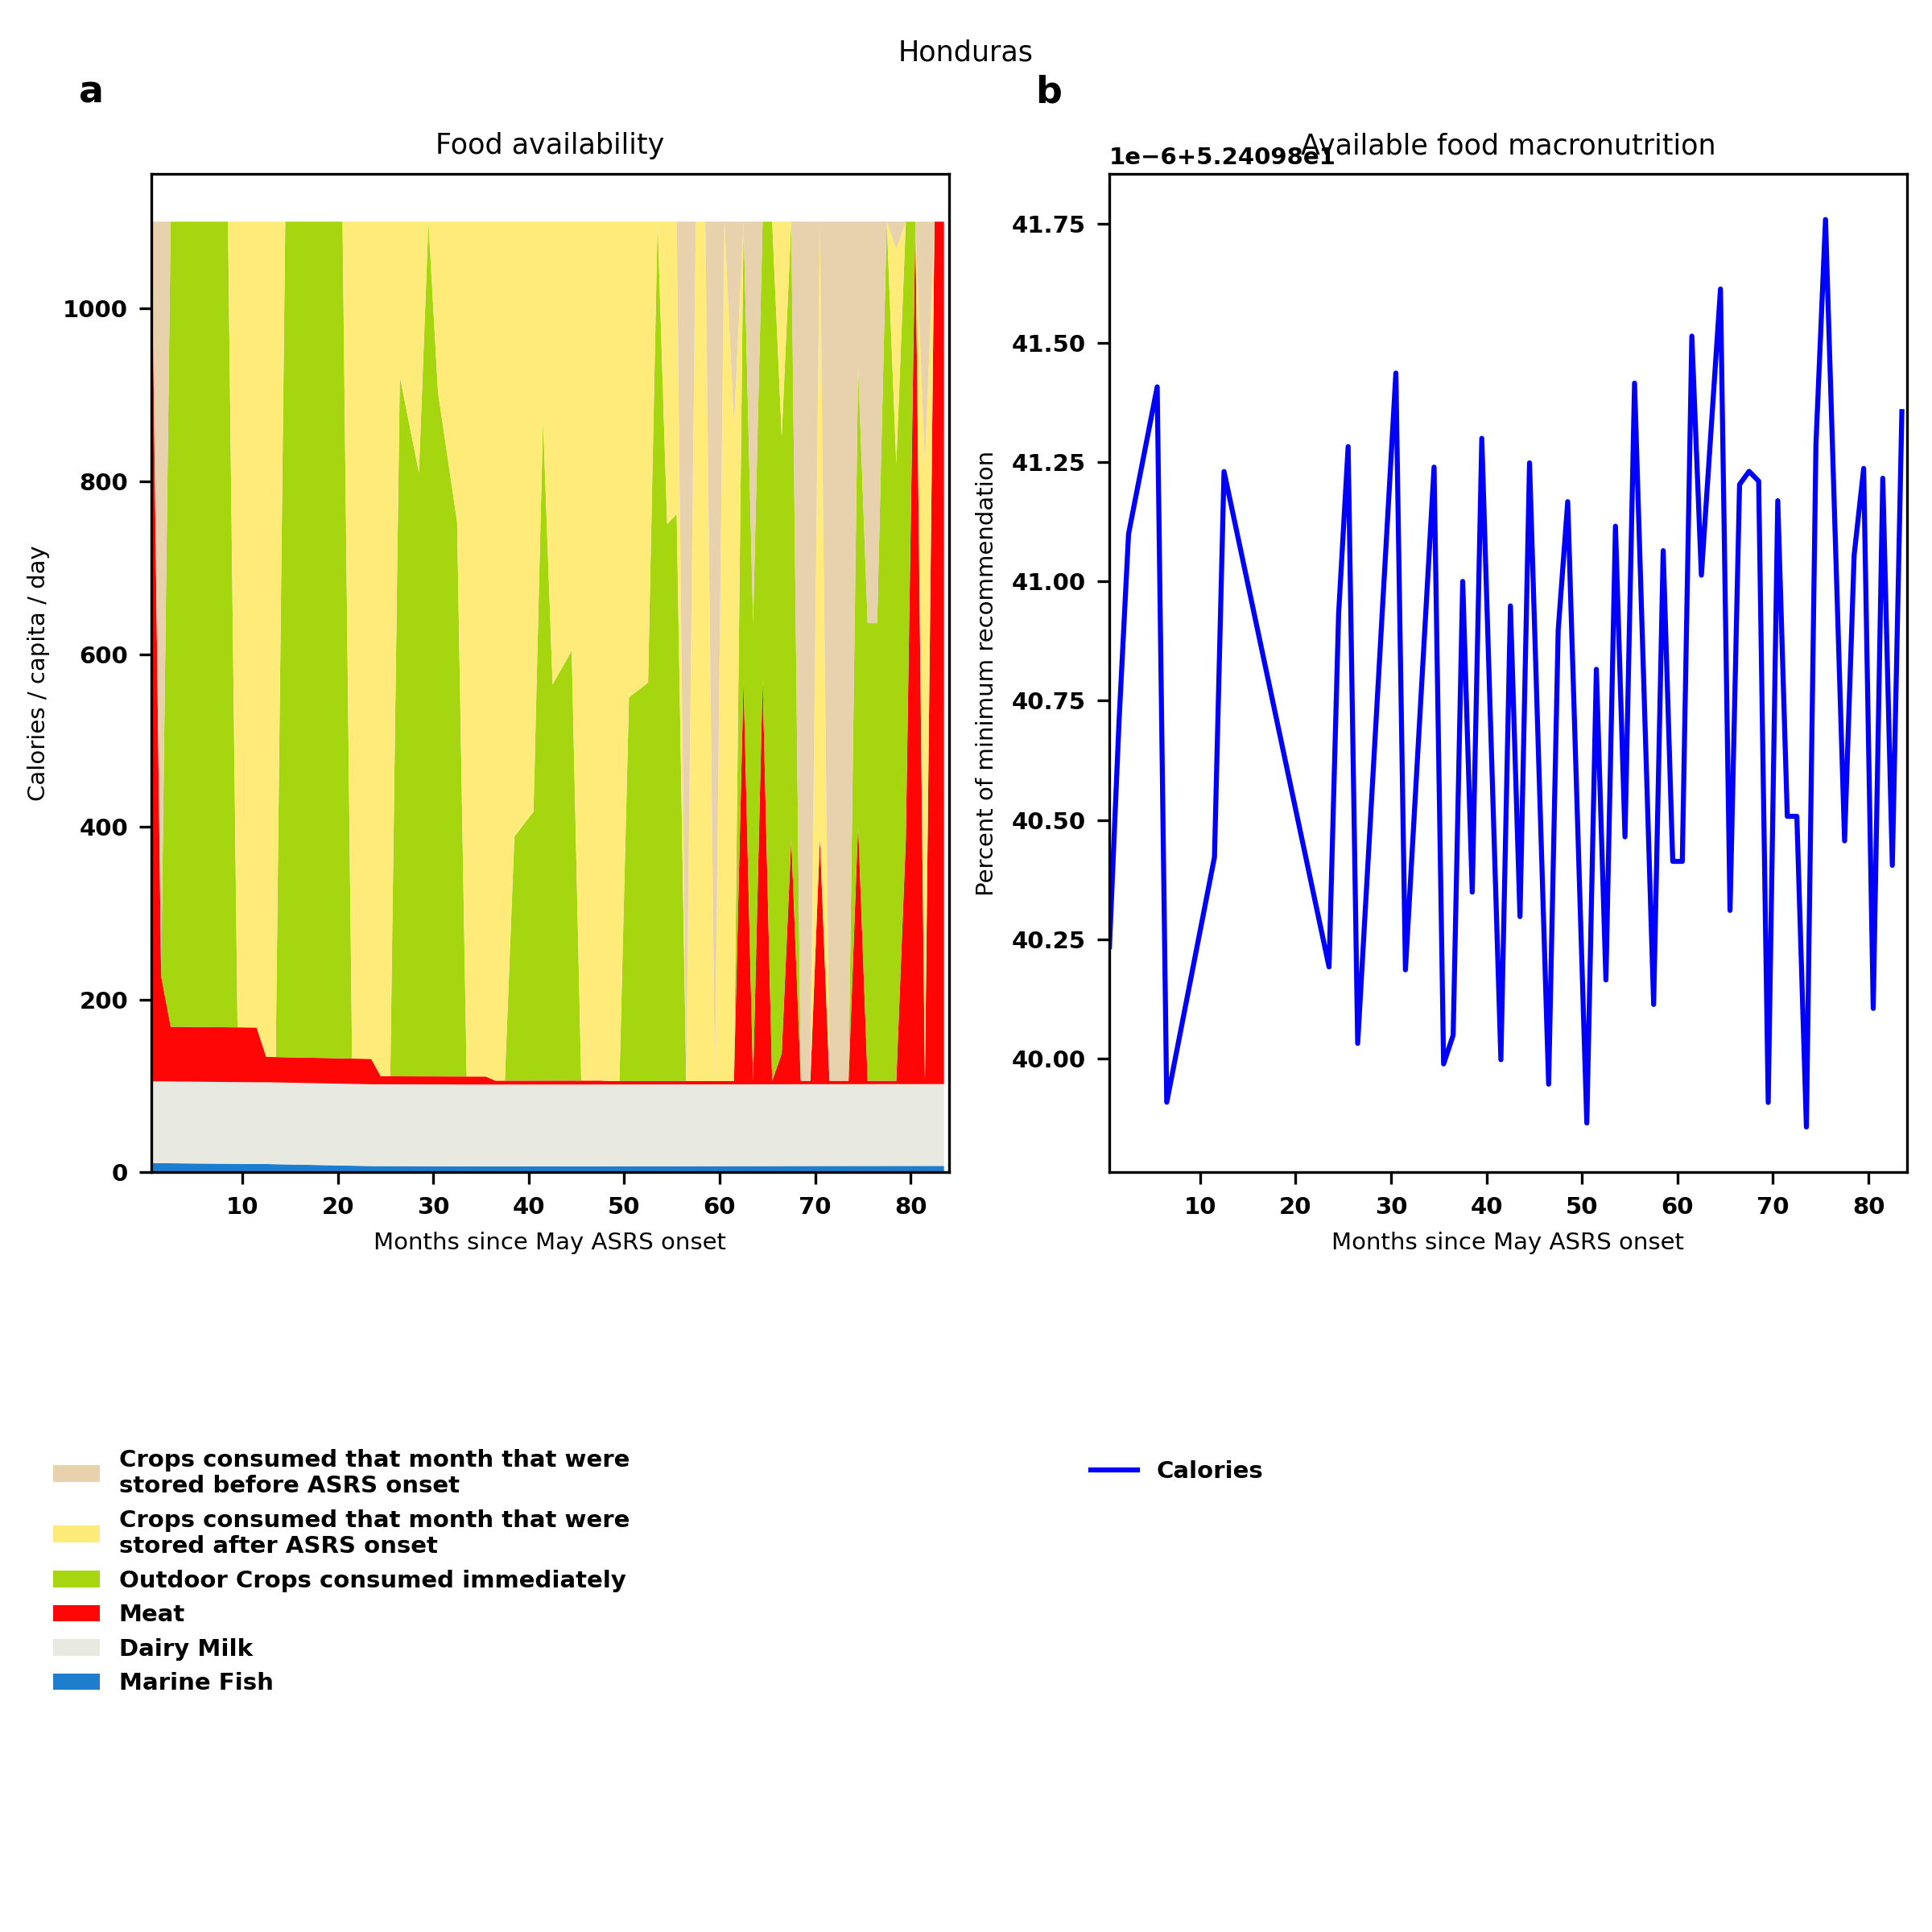 Honduras
a
b
Food availability
Available food macronutrition
1e−6+5.24098e1
Calories / capita / day
1000
800
600
400
200
0
10 20 30 40 50 60 70 80
Months since May ASRS onset
Percent of minimum recommendation
41.75
41.50
41.25
41.00
40.75
40.50
40.25
40.00
10 20 30 40 50 60 70 80
Months since May ASRS onset
Crops consumed that month that were
stored before ASRS onset
Crops consumed that month that were
stored after ASRS onset
Outdoor Crops consumed immediately
Meat
Dairy Milk
Marine Fish
Calories